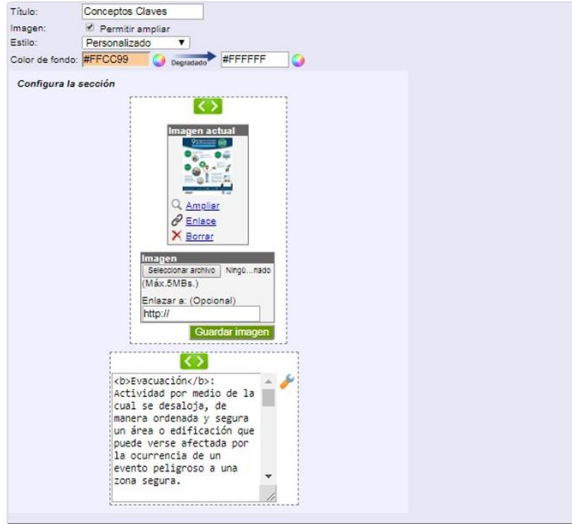 Título: Conceptos Claves
Imagen: Permitir ampliar
Estilo: Personalizado
Color de fondo: #FFCC99 Degradado #FFFFFF
Configura la sección
Imagen actual
Ampliar
Enlace
Borrar
Imagen
Seleccionar archivo Ningú...nado
(Máx.5MBs.)
Enlazar a: (Opcional)
http://
Guardar imagen
<b>Evacuación</b>:
Actividad por medio de la
cual se desaloja, de
manera ordenada y segura
un área o edificación que
puede verse afectada por
la ocurrencia de un
evento peligroso a una
zona segura.